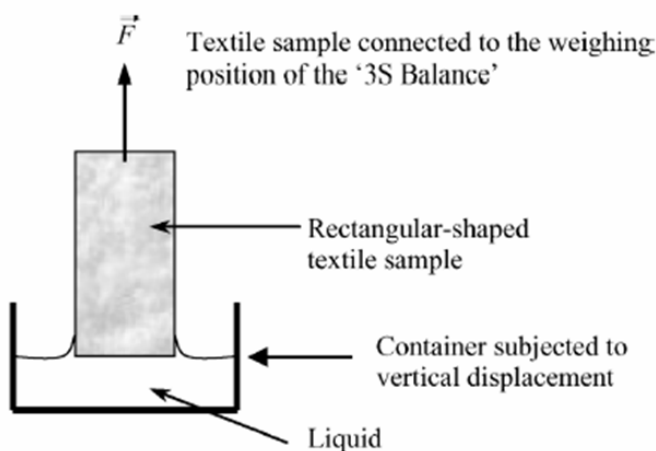 F
Textile sample connected to the weighing
position of the ‘3S Balance’
Rectangular-shaped
textile sample
Container subjected to
vertical displacement
Liquid